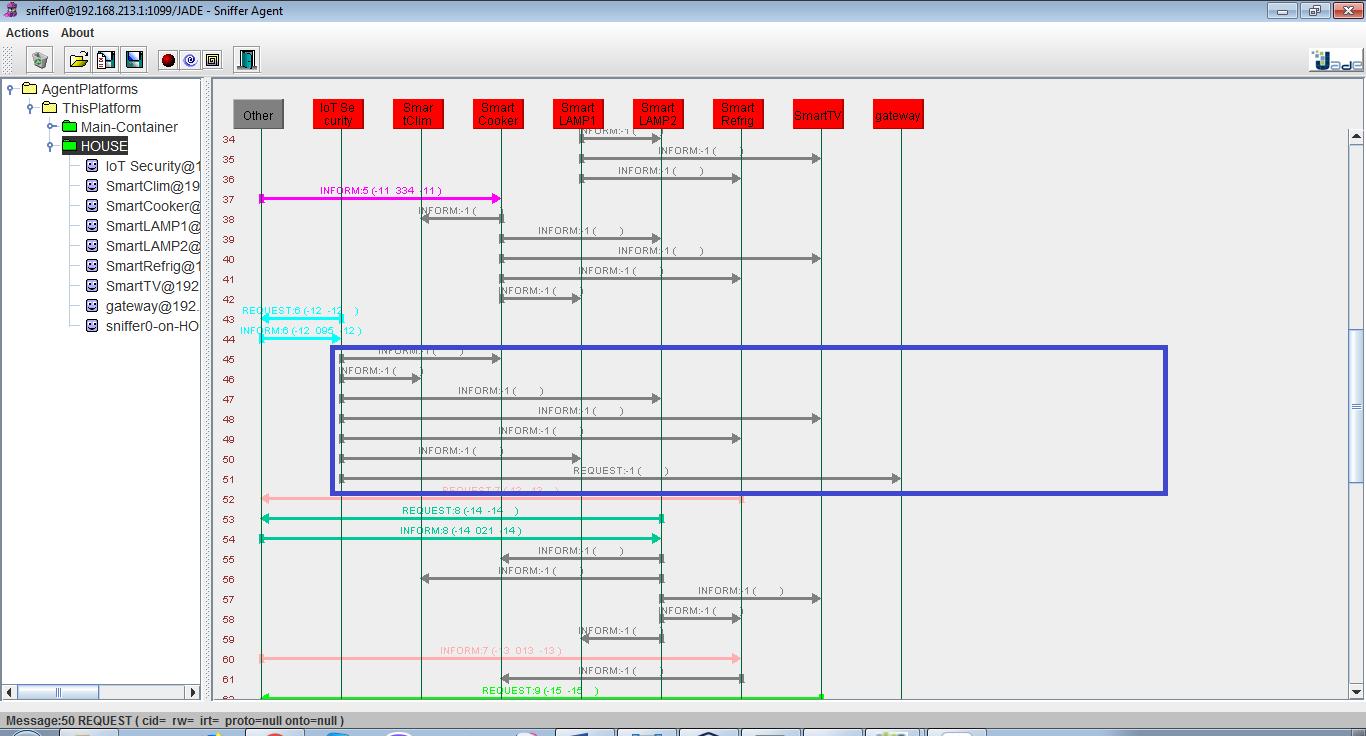 sniffer0@192.168.213.1:1099/JADE - Sniffer Agent
Actions About
Jade
AgentPlatforms
ThisPlatform
Main-Container
HOUSE
IoT Security@1
SmartClim@19
SmartCooker@
SmartLAMP1@
SmartLAMP2@
SmartRefrig@1
SmartTV@192
gateway@192.
sniffer0-on-HO
Other
IoT Se
curity
Smar
tClim
Smart
Cooker
Smart
LAMP1
Smart
LAMP2
Smart
Refrig
SmartTV
gateway
34 INFORM:-1 ( )
35 INFORM:-1 ( )
36 INFORM:-1 ( )
37 INFORM:5 (-11 334 -11 )
38 INFORM:-1 ( )
39 INFORM:-1 ( )
40 INFORM:-1 ( )
41 INFORM:-1 ( )
42 INFORM:-1 ( )
43 REQUEST:6 (-12 -12 )
44 INFORM:6 (-12 095 -12 )
45 INFORM:-1 ( )
46 INFORM:-1 ( )
47 INFORM:-1 ( )
48 INFORM:-1 ( )
49 INFORM:-1 ( )
50 INFORM:-1 ( )
51 REQUEST:-1 ( )
52 REQUEST:7 (-13 -13 )
53 REQUEST:8 (-14 -14 )
54 INFORM:8 (-14 021 -14 )
55 INFORM:-1 ( )
56 INFORM:-1 ( )
57 INFORM:-1 ( )
58 INFORM:-1 ( )
59 INFORM:-1 ( )
60 INFORM:7 (-13 013 -13 )
61 INFORM:-1 ( )
62 REQUEST:9 (-15 -15 )
Message:50 REQUEST ( cid= rw= irt= proto=null onto=null )